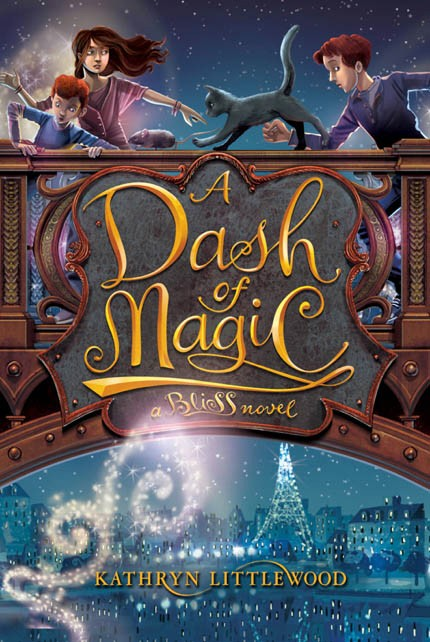 A
Dash
of
Magic
a Bliss novel
KATHRYN LITTLEWOOD